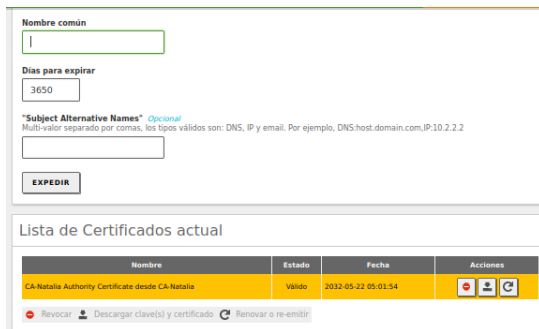 Nombre común
Días para expirar
3650
"Subject Alternative Names" Opcional
Multi-valor separado por comas, los tipos válidos son: DNS, IP y email. Por ejemplo, DNS:host.domain.com,IP:10.2.2.2
EXPEDIR
Lista de Certificados actual
Nombre Estado Fecha Acciones
CA-Natalia Authority Certificate desde CA-Natalia Válido 2032-05-22 05:01:54
Revocar Descargar clave(s) y certificado Renovar o re-emitir